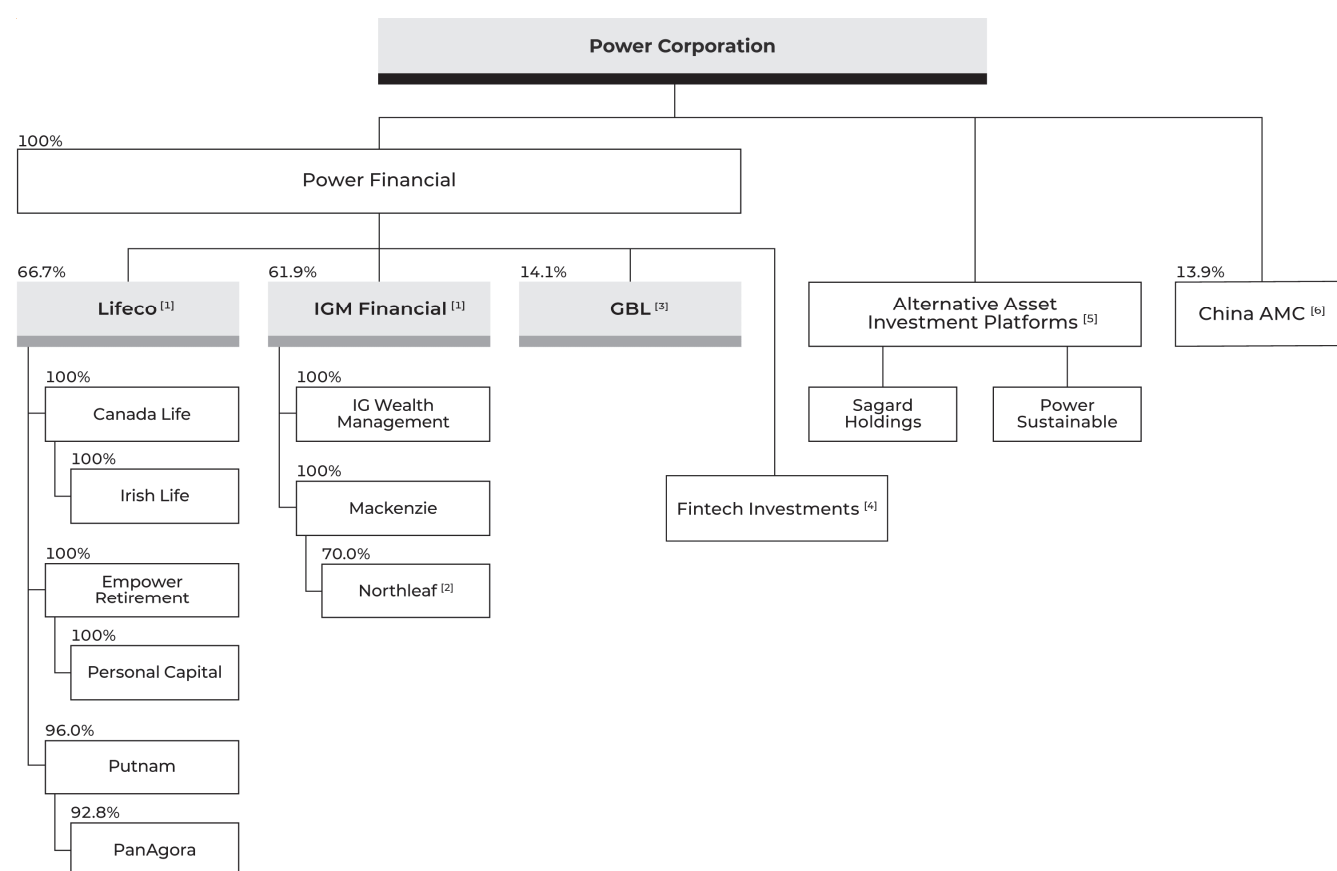 Power Corporation
100%
Power Financial
66.7%
Lifeco [1]
61.9%
IGM Financial [1]
14.1%
GBL [3]
Alternative Asset
Investment Platforms [5]
13.9%
China AMC [6]
100%
Canada Life
100%
Irish Life
100%
Empower
Retirement
100%
Personal Capital
96.0%
Putnam
92.8%
PanAgora
100%
IG Wealth
Management
100%
Mackenzie
70.0%
Northleaf [2]
Fintech Investments [4]
Sagard
Holdings
Power
Sustainable